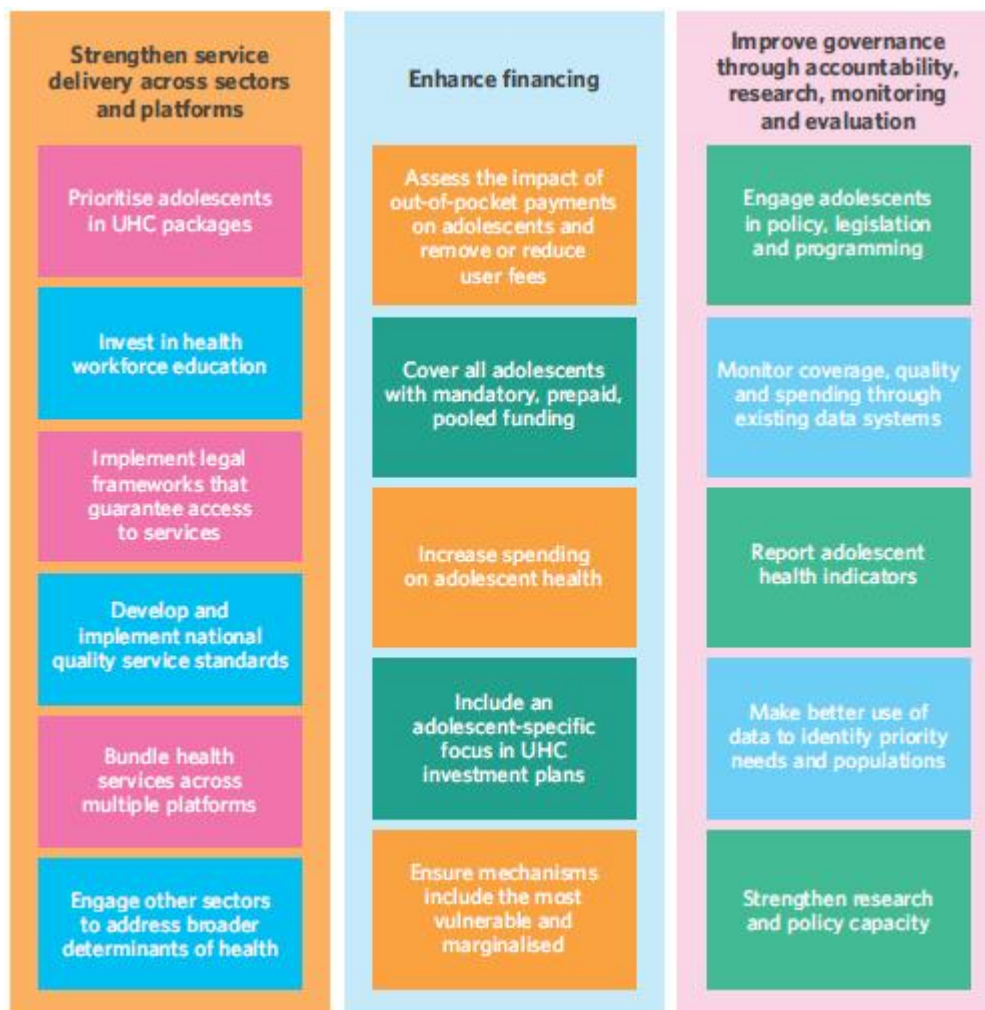 Strengthen service
delivery across sectors
and platforms
Prioritise adolescents
in UHC packages
Invest in health
workforce education
Implement legal
frameworks that
guarantee access
to services
Develop and
implement national
quality service standards
Bundle health
services across
multiple platforms
Engage other sectors
to address broader
determinants of health
Enhance financing
Assess the impact of
out-of-pocket payments
on adolescents and
remove or reduce
user fees
Cover all adolescents
with mandatory, prepaid,
pooled funding
Increase spending
on adolescent health
Include an
adolescent-specific
focus in UHC
investment plans
Ensure mechanisms
include the most
vulnerable and
marginalised
Improve governance
through accountability,
research, monitoring
and evaluation
Engage adolescents
in policy, legislation
and programming
Monitor coverage, quality
and spending through
existing data systems
Report adolescent
health indicators
Make better use of
data to identify priority
needs and populations
Strengthen research
and policy capacity